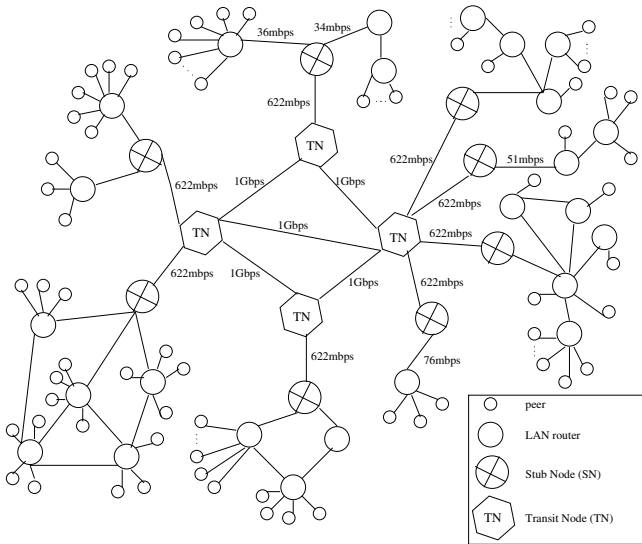 36mbps
34mbps
622mbps
TN
1Gbps
1Gbps
622mbps
51mbps
622mbps
622mbps
TN
1Gbps
TN
622mbps
622mbps
1Gbps
1Gbps
622mbps
TN
622mbps
76mbps
peer
LAN router
Stub Node (SN)
TN
Transit Node (TN)